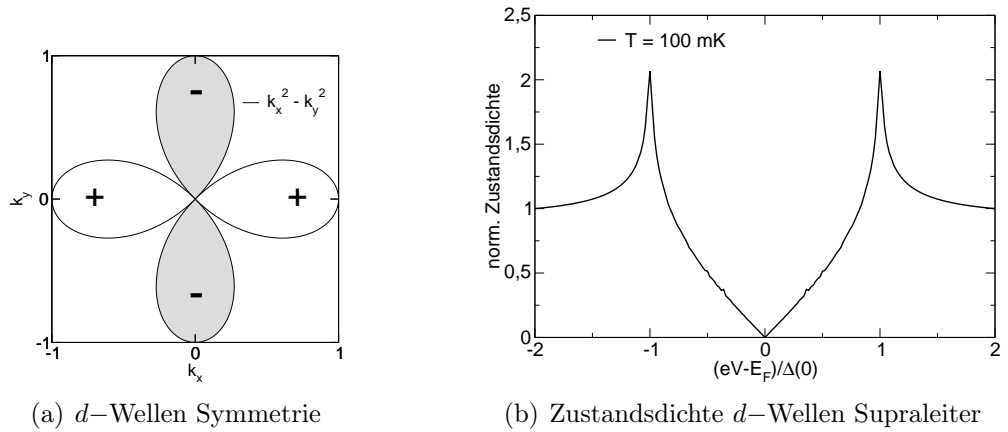 1
0
-1
-1
0
1
k_y
k_x
k_x^2 - k_y^2
-
+
+
-
2,5
2
1,5
1
0,5
0
-2
-1
0
1
2
norm. Zustandsdichte
(eV-E_F)/Δ(0)
T = 100 mK
(a) d−Wellen Symmetrie
(b) Zustandsdichte d−Wellen Supraleiter